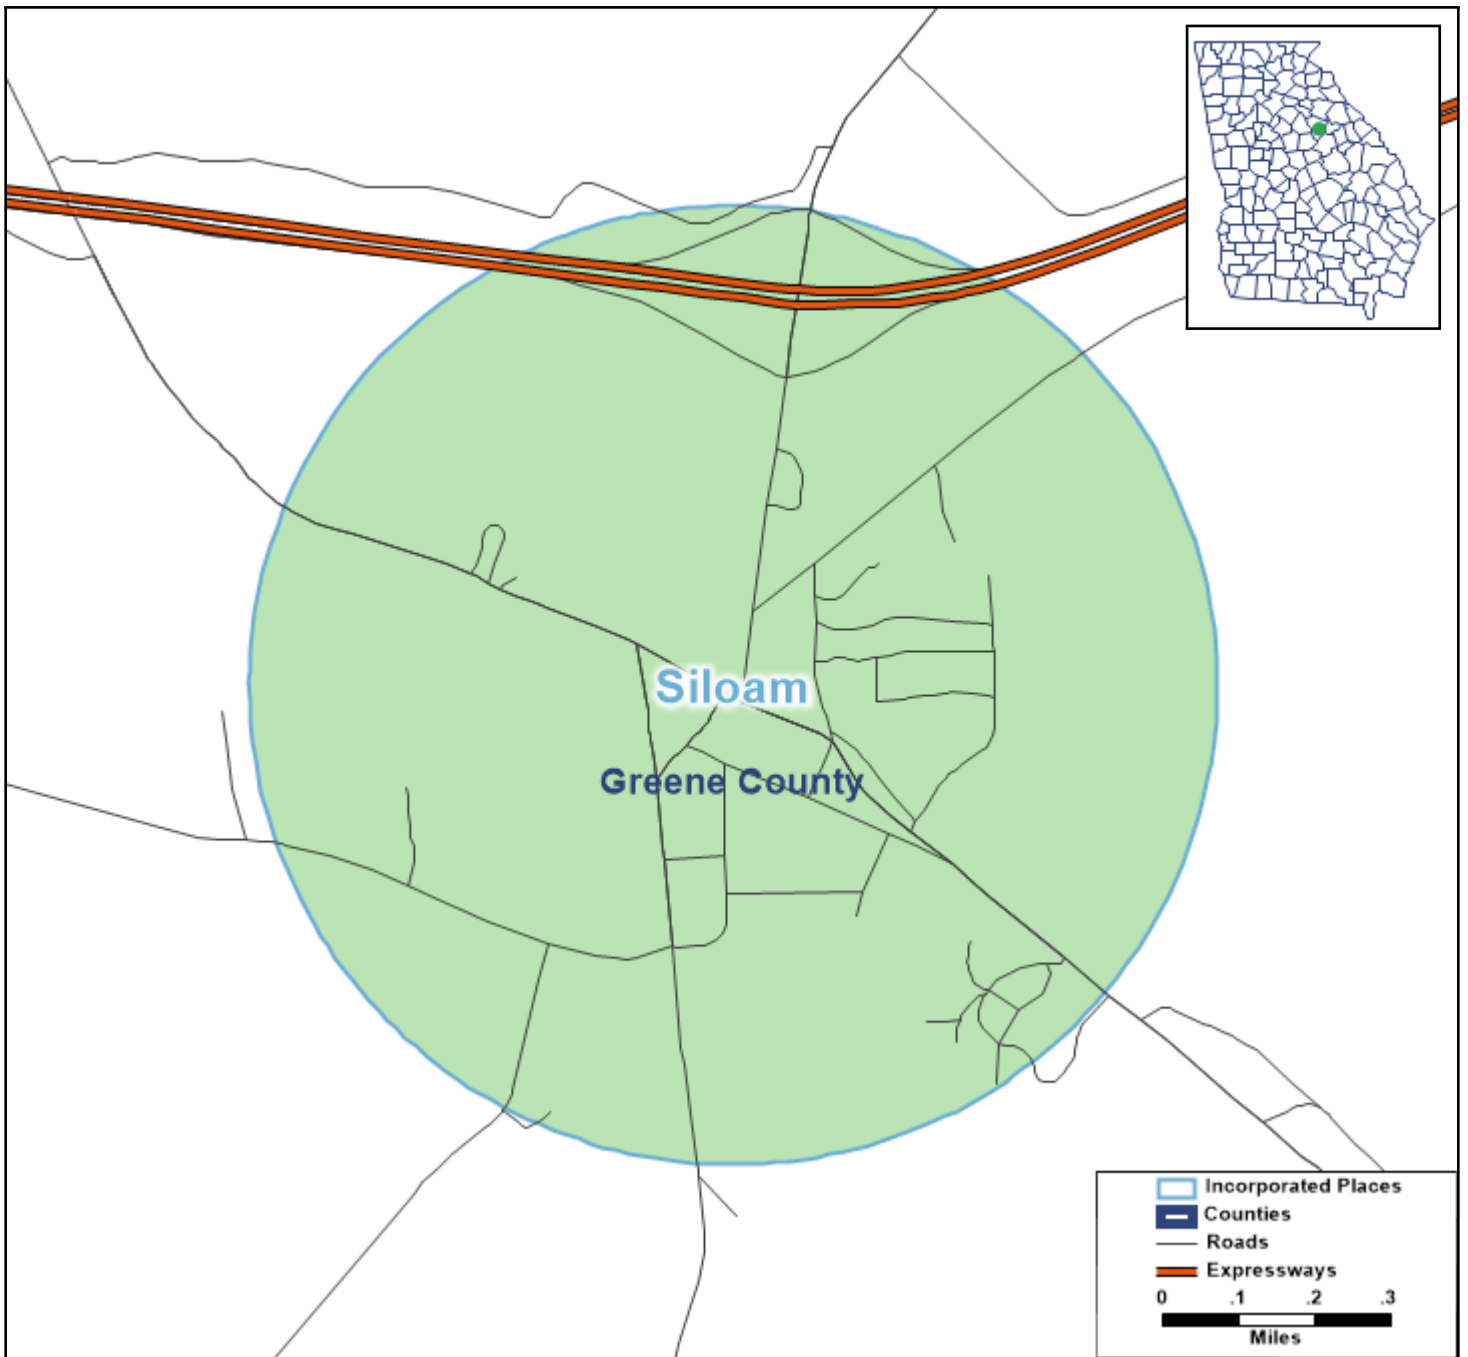 Siloam
Greene County
Incorporated Places
Counties
Roads
Expressways
0 .1 .2 .3
Miles